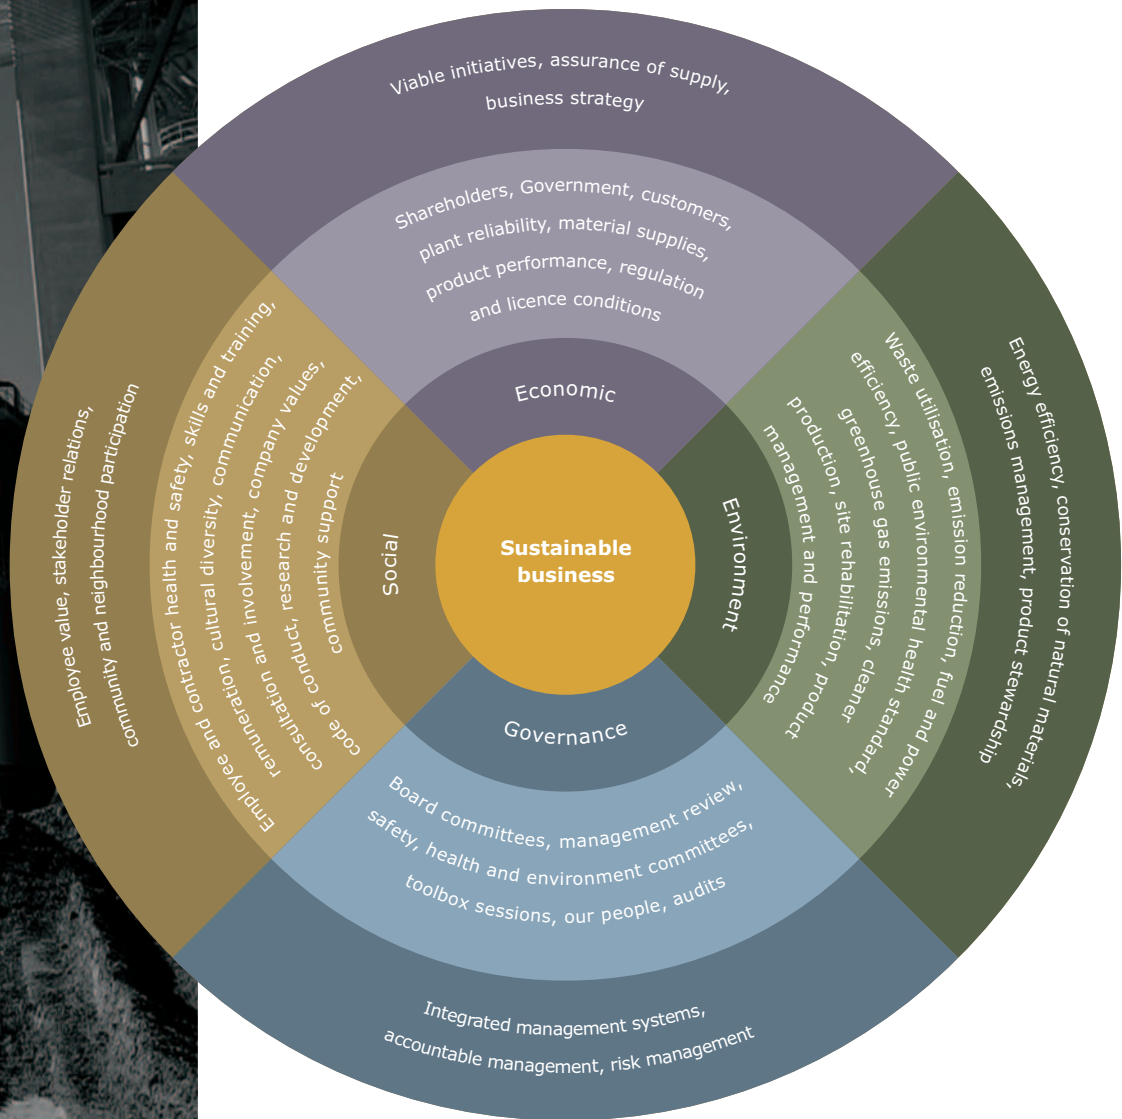 Viable initiatives, assurance of supply,
business strategy
Shareholders, Government, customers,
plant reliability, material supplies,
product performance, regulation
and licence conditions
Economic
Energy efficiency, conservation of natural materials,
emissions management, product stewardship
Waste utilisation, emission reduction, fuel and power
efficiency, public environmental health standard,
greenhouse gas emissions, cleaner
production, site rehabilitation, product
management and performance
Environment
Sustainable
business
Social
Employee value, stakeholder relations,
community and neighbourhood participation
Employee and contractor health and safety, skills and training,
remuneration, cultural diversity, communication,
consultation and involvement, company values,
code of conduct, research and development,
community support
Governance
Board committees, management review,
safety, health and environment committees,
toolbox sessions, our people, audits
Integrated management systems,
accountable management, risk management